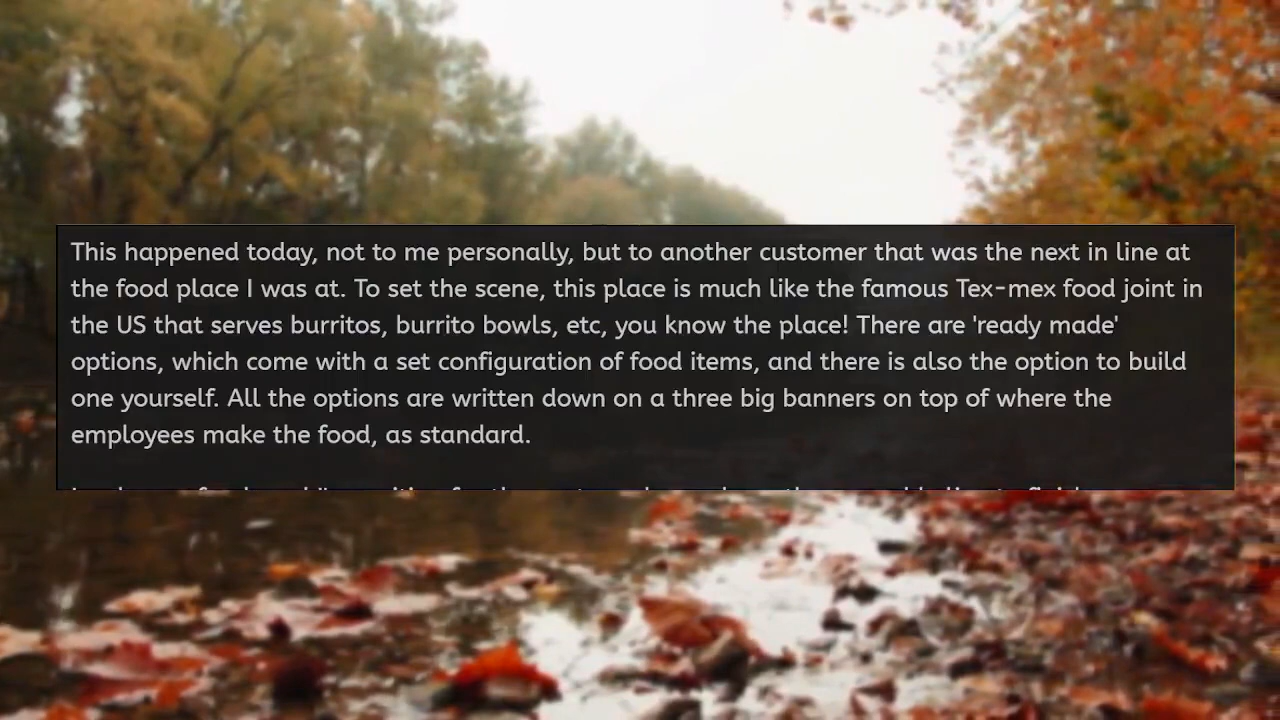 This happened today, not to me personally, but to another customer that was the next in line at
the food place I was at. To set the scene, this place is much like the famous Tex-mex food joint in
the US that serves burritos, burrito bowls, etc, you know the place! There are 'ready made'
options, which come with a set configuration of food items, and there is also the option to build
one yourself. All the options are written down on a three big banners on top of where the
employees make the food, as standard.